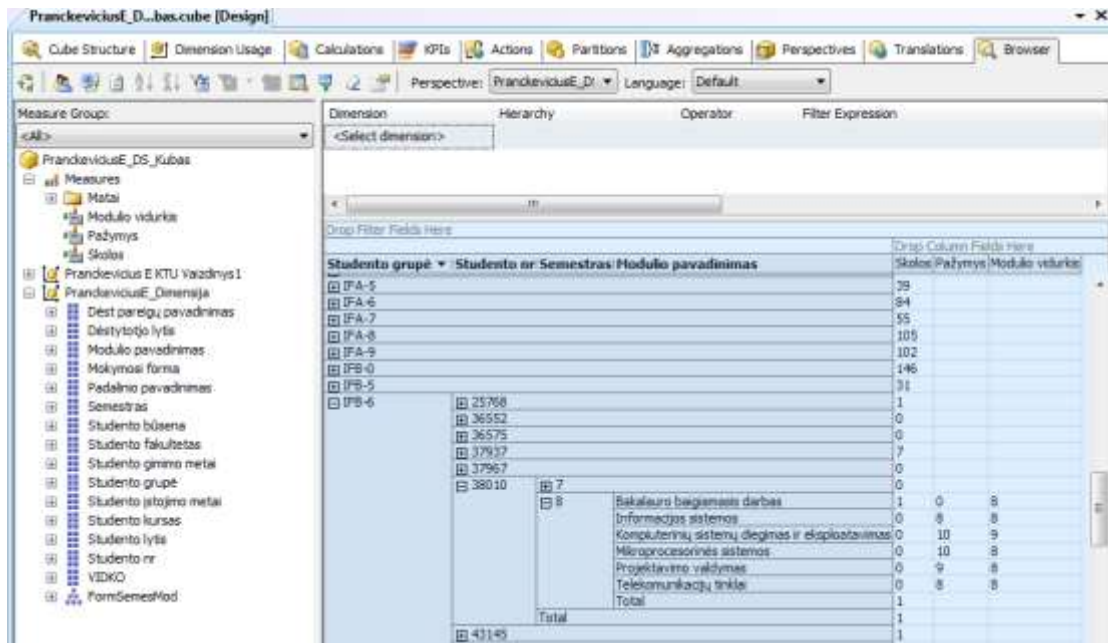 PranckeviciusE_D...bas.cube [Design]
Cube Structure Dimension Usage Calculations KPIs Actions Partitions Aggregations Perspectives Translations Browser
Perspective: PranckeviciusE_D Language: Default
Measure Group:
<All>
PranckeviciusE_DS_Kubas
Measures
Matai
Modulio vidurkis
Pažymys
Skolos
Pranckevicius E KTU Vaizdinys1
PranckeviciusE_Dimensija
Dėst pareigų pavadinimas
Dėstytotjo lytis
Modulio pavadinimas
Mokymosi forma
Padalinio pavadinimas
Semestras
Studento būsena
Studento fakultetas
Studento gimimo metai
Studento grupė
Studento įstojimo metai
Studento kursas
Studento lytis
Studento nr
VIDKO
FormSemesMod
Dimension Hierarchy Operator Filter Expression
<Select dimension>
Drop Filter Fields Here
Drop Column Fields Here
Studento grupė Studento nr Semestras Modulio pavadinimas Skolos Pažymys Modulio vidurkis
IFA-5 39
IFA-6 84
IFA-7 55
IFA-8 105
IFA-9 102
IFB-0 146
IFB-5 31
IFB-6 25768 1
36552 0
36575 0
37937 7
37967 0
38010 7 0
8 Bakalauro baigiamasis darbas 1 0 8
Informacijos sistemos 0 8 8
Kompiuterinių sistemų diegimas ir eksploatavimas 0 10 9
Mikroprocesorinės sistemos 0 10 8
Projektavimo valdymas 0 9 8
Telekomunikacijų tinklai 0 8 8
Total 1
Total 1
43145 1